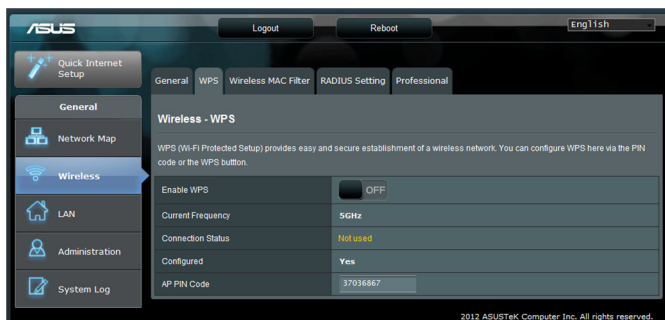 ASUS
Logout
Reboot
English
Quick Internet
Setup
General
WPS
Wireless MAC Filter
RADIUS Setting
Professional
General
Network Map
Wireless
LAN
Administration
System Log
Wireless - WPS
WPS (Wi-Fi Protected Setup) provides easy and secure establishment of a wireless network. You can configure WPS here via the PIN
code or the WPS buttton.
Enable WPS
OFF
Current Frequency
5GHz
Connection Status
Not used
Configured
Yes
AP PIN Code
37036867
2012 ASUSTeK Computer Inc. All rights reserved.